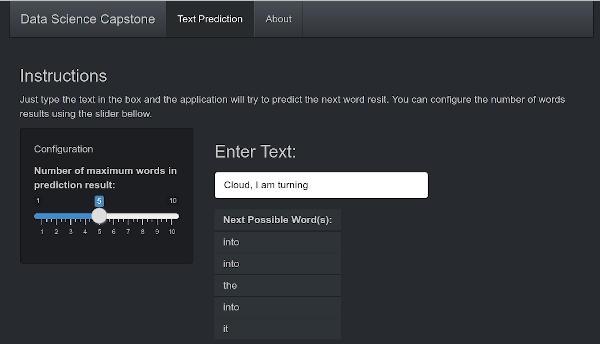 Data Science Capstone Text Prediction About
Instructions
Just type the text in the box and the application will try to predict the next word resit. You can configure the number of words
results using the slider bellow.
Configuration
Number of maximum words in
prediction result:
1 5 10
1 2 3 4 5 6 7 8 9 10
Enter Text:
Cloud, I am turning
Next Possible Word(s):
into
into
the
into
it